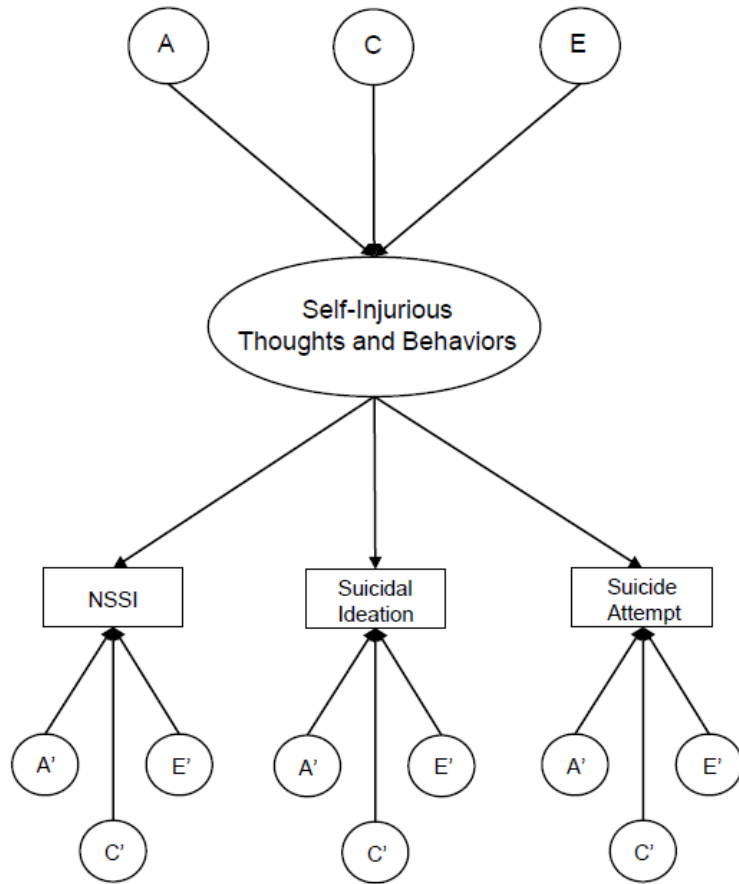 A
C
E
Self-Injurious
Thoughts and Behaviors
NSSI
Suicidal
Ideation
Suicide
Attempt
A'
E'
A'
E'
A'
E'
C'
C'
C'